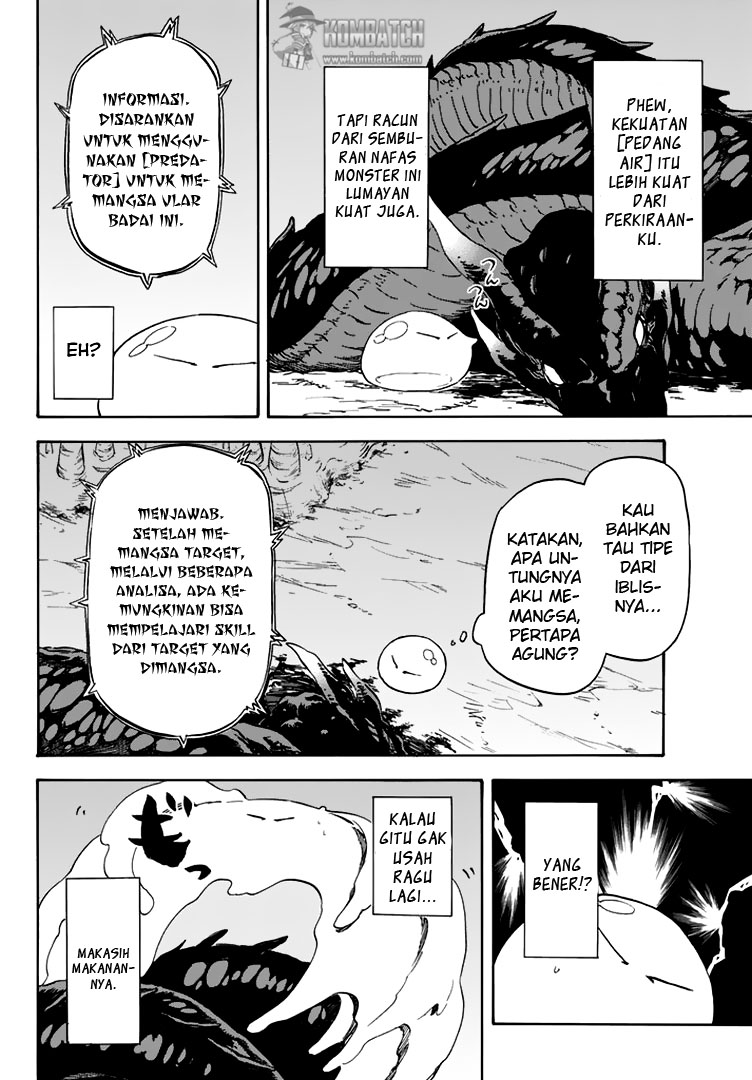 KOMBATCH
www.kombatch.com
PHEW,
KEKUATAN
[PEDANG
AIR] ITU
LEBIH KUAT
DARI
PERKIRAAN-
KU.
TAPI RACUN
DARI SEMBU-
RAN NAFAS
MONSTER INI
LUMAYAN
KUAT JUGA.
つん
つん
INFORMASI.
DISARANKAN
UNTUK MENGGU-
NAKAN [PREDA-
TOR] UNTUK ME-
MANGSA ULAR
BADAI INI.
EH?
KAU
BAHKAN
TAU TIPE
DARI
IBLIS-
NYA...
KATAKAN,
APA UN-
TUNGNYA
AKU ME-
MANGSA,
PERTAPA
AGUNG?
MENJAWAB.
SETELAH ME-
MANGSA TARGET,
MELALUI BEBERAPA
ANALISA, ADA KE-
MUNGKINAN BISA
MEMPELAJARI SKILL
DARI TARGET YANG
DIMANGSA.
YANG
BENER!?
KALAU
GITU GAK
USAH
RAGU
LAGI...
MAKASIH
MAKANAN-
NYA.